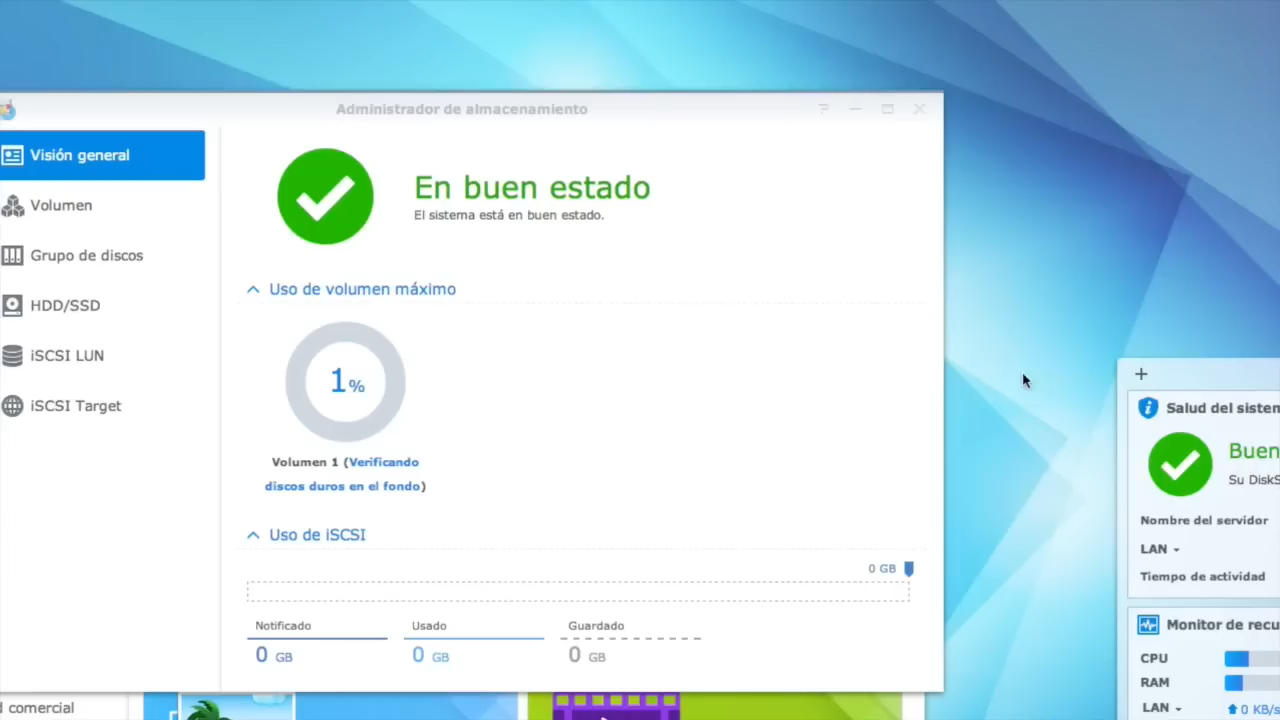 Administrador de almacenamiento
Visión general
Volumen
Grupo de discos
HDD/SSD
iSCSI LUN
iSCSI Target
En buen estado
El sistema está en buen estado.
Uso de volumen máximo
1%
Volumen 1 (Verificando
discos duros en el fondo)
Uso de iSCSI
0 GB
Notificado
0 GB
Usado
0 GB
Guardado
0 GB
+
Salud del sistem
Buen
Su DiskS
Nombre del servidor
LAN
Tiempo de actividad
Monitor de recu
CPU
RAM
LAN
0 KB/s
d comercial